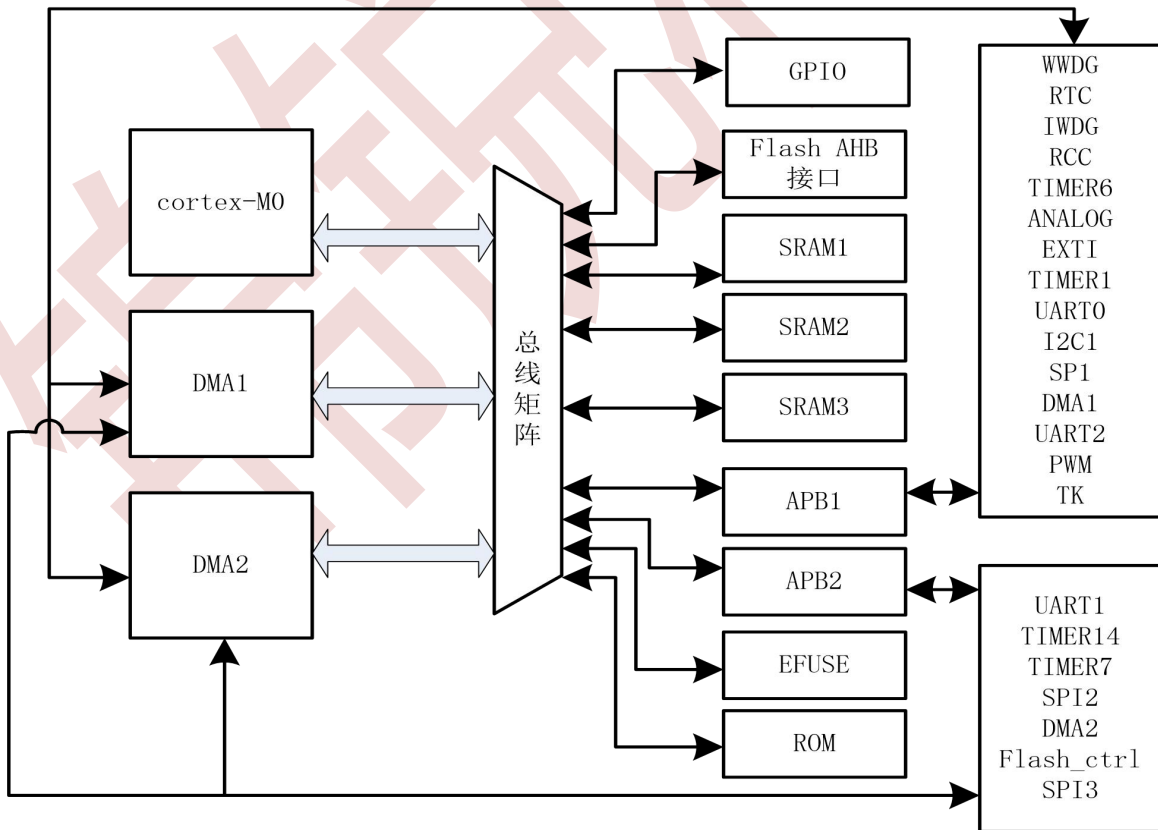 cortex-M0
DMA1
DMA2
总线矩阵
GPIO
Flash AHB
接口
SRAM1
SRAM2
SRAM3
APB1
APB2
EFUSE
ROM
WWDG
RTC
IWDG
RCC
TIMER6
ANALOG
EXTI
TIMER1
UART0
I2C1
SP1
DMA1
UART2
PWM
TK
UART1
TIMER14
TIMER7
SPI2
DMA2
Flash_ctrl
SPI3